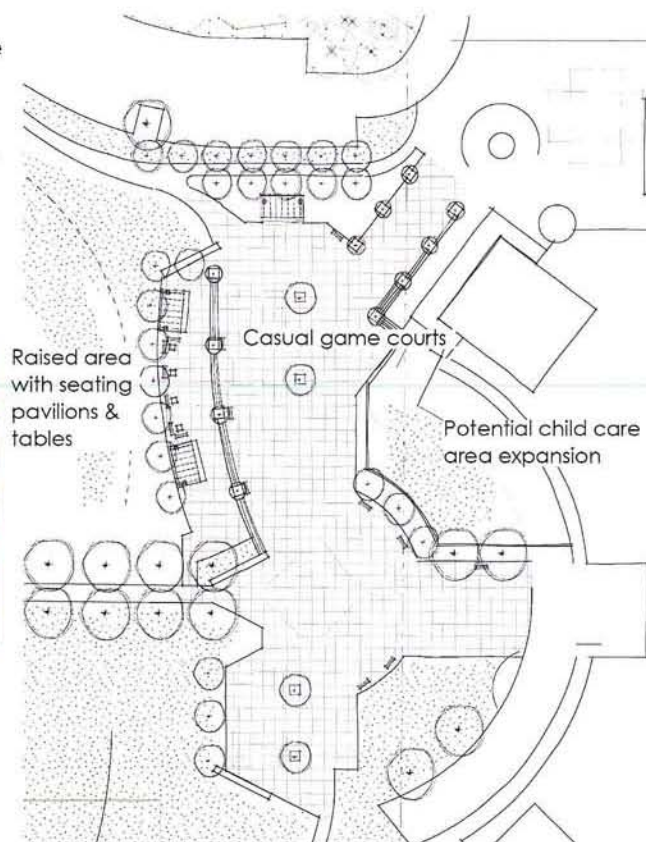 Casual game courts
Raised area
with seating
pavilions &
tables
Potential child care
area expansion